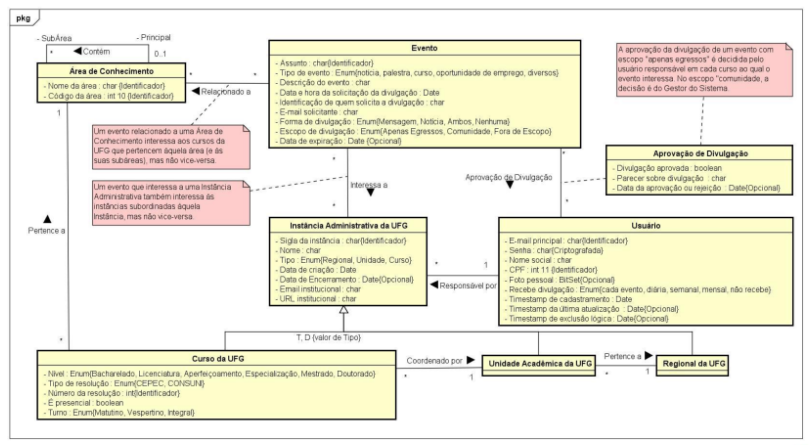 pkg
- SubÁrea
- Principal
*
◀Contém
0..1
Área de Conhecimento
- Nome da área : char {Identificador}
- Código da área : int 10 {Identificador}
*
*
◀Relacionado a
Evento
- Assunto : char{Identificador}
- Tipo de evento : Enum{notícia, palestra, curso, oportunidade de emprego, diversos}
- Descrição do evento : char
- Data e hora da solicitação da divulgação : Date
- Identificação de quem solicita a divulgação : char
- E-mail solicitante : char
- Forma de divulgação : Enum{Mensagem, Notícia, Ambos, Nenhuma}
- Escopo de divulgação : Enum{Apenas Egressos, Comunidade, Fora de Escopo}
- Data de expiração : Date {Opcional}
A aprovação da divulgação de um evento com
escopo "apenas egressos" é decidida pelo
usuário responsável em cada curso ao qual o
evento interessa. No escopo "comunidade, a
decisão é do Gestor do Sistema.
Um evento relacionado a uma Área de
Conhecimento interessa aos cursos da
UFG que pertencem àquela área (e às
suas subáreas), mas não vice-versa.
Um evento que interessa a uma Instância
Administrativa também interessa às
instâncias subordinadas àquela
Instância, mas não vice-versa.
Aprovação de Divulgação
- Divulgação aprovada : boolean
- Parecer sobre divulgação : char
- Data da aprovação ou rejeição : Date{Opcional}
*
Interessa a
▼
*
*
Aprovação de Divulgação
▼
*
1
▲
Pertence a
*
Instância Administrativa da UFG
- Sigla da instância : char{Identificador}
- Nome : char
- Tipo : Enum{Regional, Unidade, Curso}
- Data de criação : Date
- Data de Encerramento : Date{Opcional}
- Email institucional : char
- URL institucional : char
*
1
◀Responsável por
Usuário
- E-mail principal : char{Identificador}
- Senha : char{Criptografada}
- Nome social : char
- CPF : int 11 {Identificador}
- Foto pessoal : BitSet{Opcional}
- Recebe divulgação : Enum{cada evento, diária, semanal, mensal, não recebe}
- Timestamp de cadastramento : Date
- Timestamp da última atualização : Date{Opcional}
- Timestamp de exclusão lógica : Date{Opcional}
T, D {valor de Tipo}
Curso da UFG
- Nível : Enum{Bacharelado, Licenciatura, Aperfeiçoamento, Especialização, Mestrado, Doutorado}
- Tipo de resolução : Enum{CEPEC, CONSUNI}
- Número da resolução : int{Identificador}
- É presencial : boolean
- Turno : Enum{Matutino, Vespertino, Integral}
Coordenado por ▶
*
1
Unidade Acadêmica da UFG
Pertence a ▶
*
1
Regional da UFG